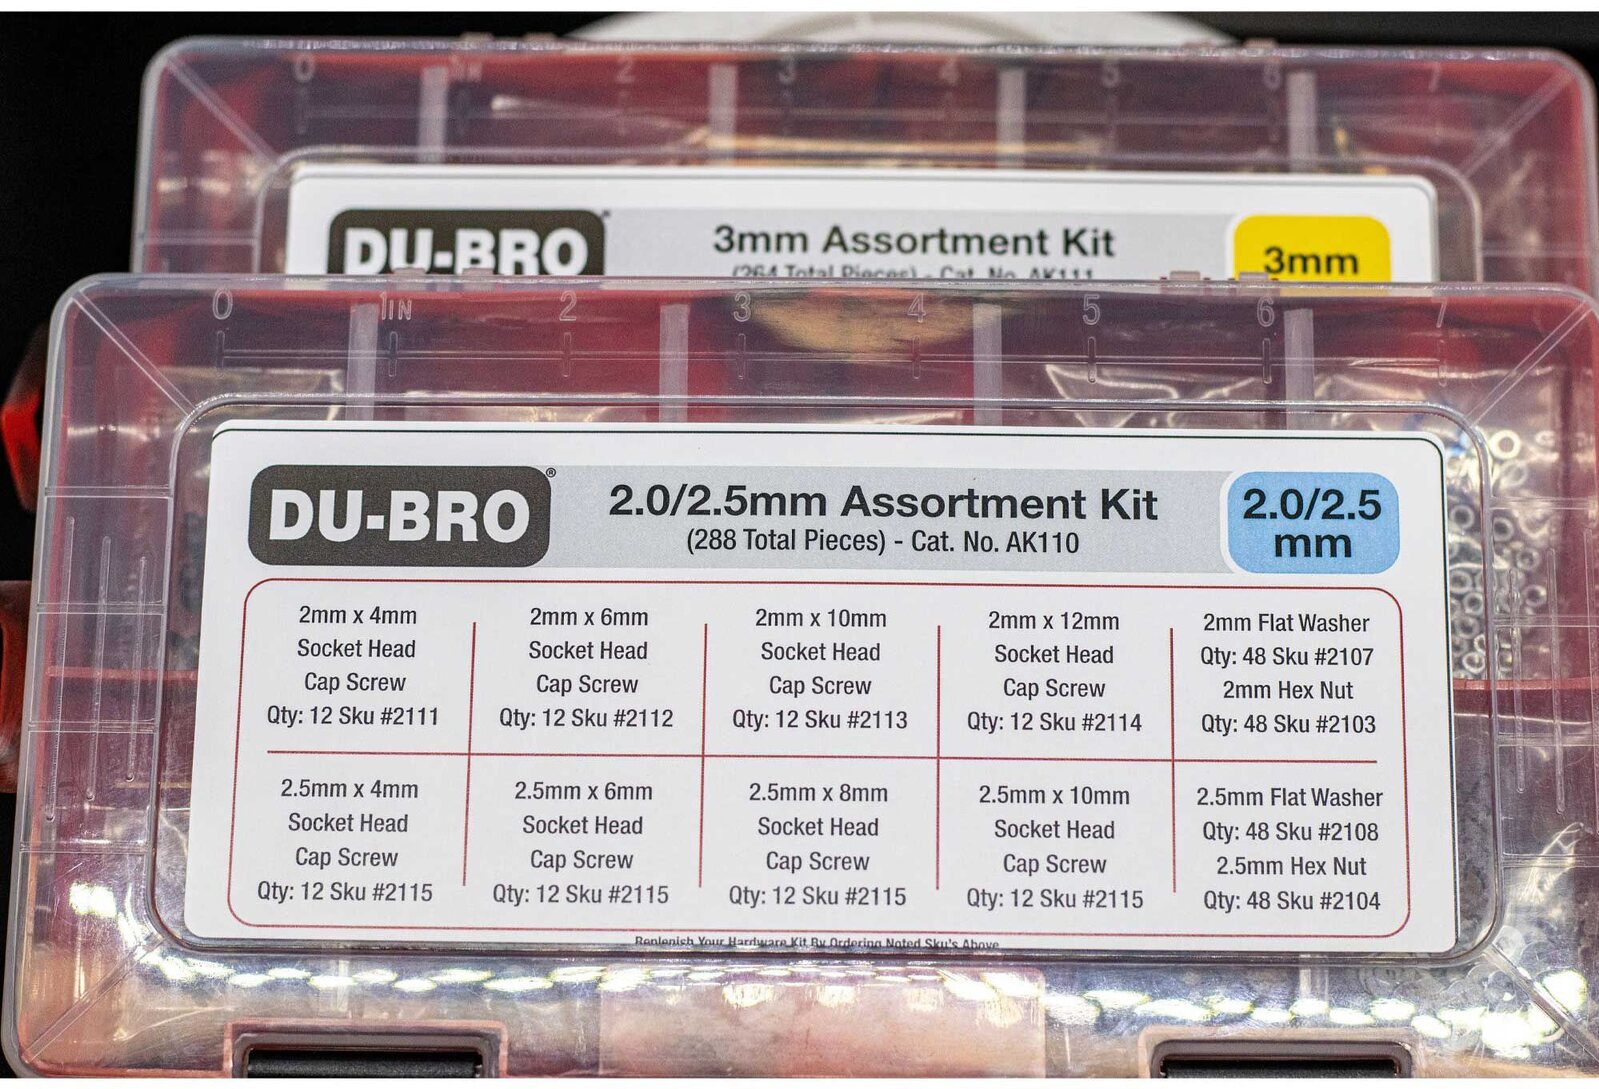 0 1IN 2 3 4 5 6 7
DU-BRO
3mm Assortment Kit
(264 Total Pieces) - Cat. No. AK111
3mm
0 1IN 2 3 4 5 6 7
DU-BRO®
2.0/2.5mm Assortment Kit
(288 Total Pieces) - Cat. No. AK110
2.0/2.5
mm
2mm x 4mm
Socket Head
Cap Screw
Qty: 12 Sku #2111
2mm x 6mm
Socket Head
Cap Screw
Qty: 12 Sku #2112
2mm x 10mm
Socket Head
Cap Screw
Qty: 12 Sku #2113
2mm x 12mm
Socket Head
Cap Screw
Qty: 12 Sku #2114
2mm Flat Washer
Qty: 48 Sku #2107
2mm Hex Nut
Qty: 48 Sku #2103
2.5mm x 4mm
Socket Head
Cap Screw
Qty: 12 Sku #2115
2.5mm x 6mm
Socket Head
Cap Screw
Qty: 12 Sku #2115
2.5mm x 8mm
Socket Head
Cap Screw
Qty: 12 Sku #2115
2.5mm x 10mm
Socket Head
Cap Screw
Qty: 12 Sku #2115
2.5mm Flat Washer
Qty: 48 Sku #2108
2.5mm Hex Nut
Qty: 48 Sku #2104
Replenish Your Hardware Kit By Ordering Noted Sku's Above